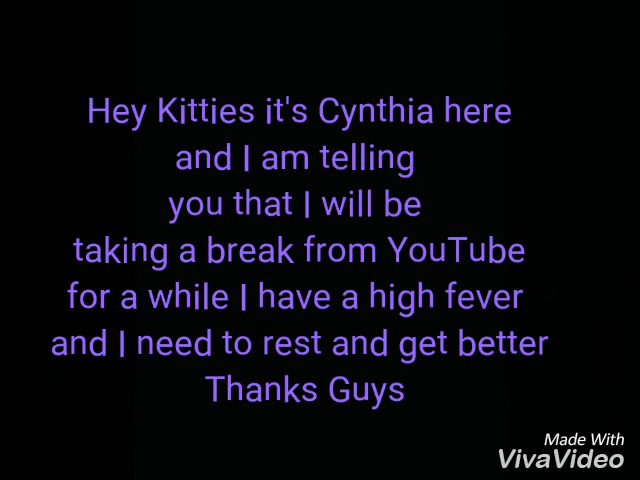 Hey Kitties it's Cynthia here
and I am telling
you that I will be
taking a break from YouTube
for a while I have a high fever
and I need to rest and get better
Thanks Guys
Made With
VivaVideo